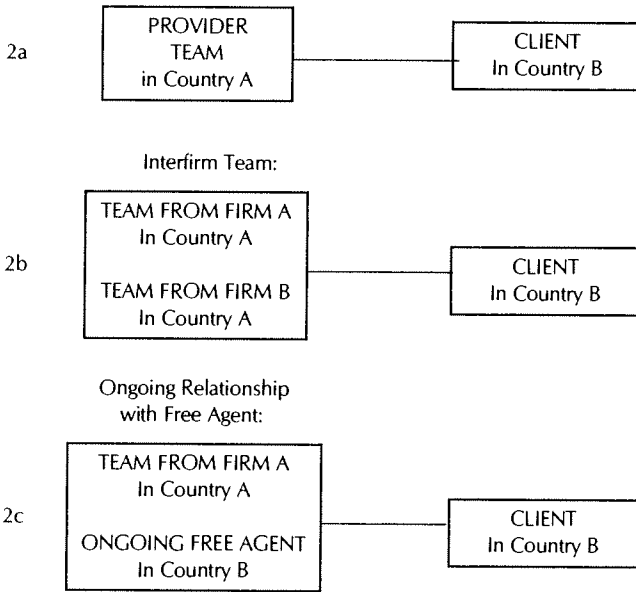 2a
PROVIDER
TEAM
in Country A
CLIENT
In Country B
Interfirm Team:
2b
TEAM FROM FIRM A
In Country A
TEAM FROM FIRM B
In Country A
CLIENT
In Country B
Ongoing Relationship
with Free Agent:
2c
TEAM FROM FIRM A
In Country A
ONGOING FREE AGENT
In Country B
CLIENT
In Country B